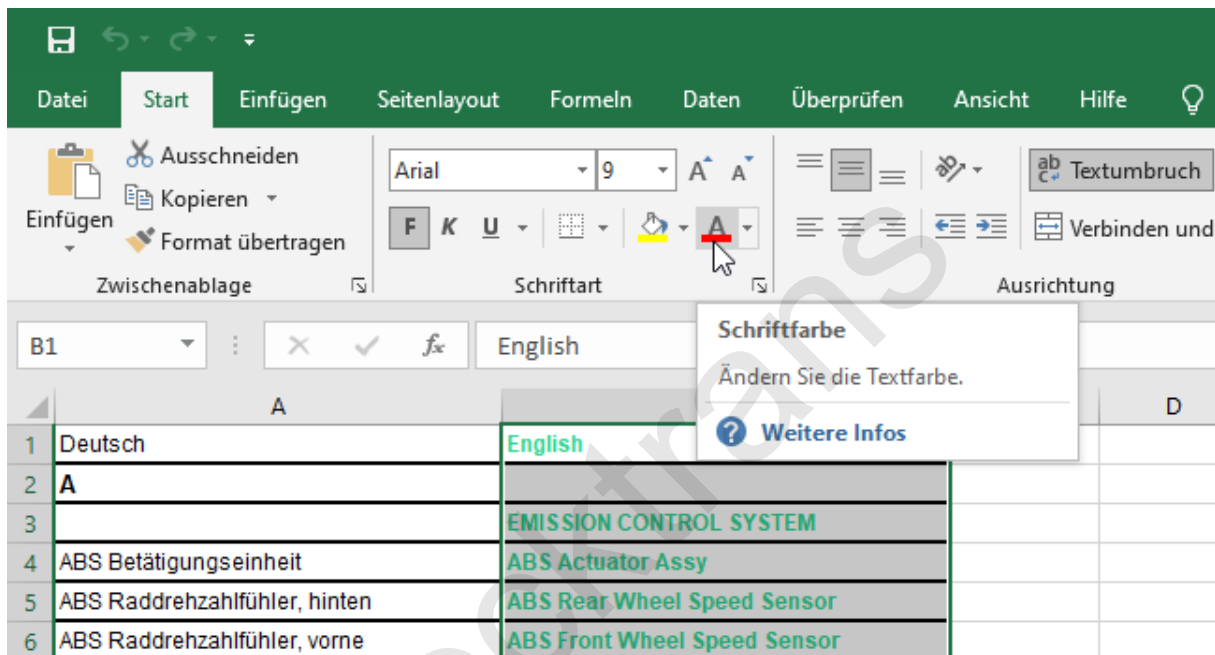 Datei Start Einfügen Seitenlayout Formeln Daten Überprüfen Ansicht Hilfe
Einfügen
Ausschneiden
Kopieren
Format übertragen
Zwischenablage
Arial 9 A A
F K U A
Schriftart
ab c Textumbruch
Verbinden und
Ausrichtung
B1 fx English
Schriftfarbe
Ändern Sie die Textfarbe.
? Weitere Infos
A D
1 Deutsch English
2 A
3 EMISSION CONTROL SYSTEM
4 ABS Betätigungseinheit ABS Actuator Assy
5 ABS Raddrehzahlfühler, hinten ABS Rear Wheel Speed Sensor
6 ABS Raddrehzahlfühler, vorne ABS Front Wheel Speed Sensor